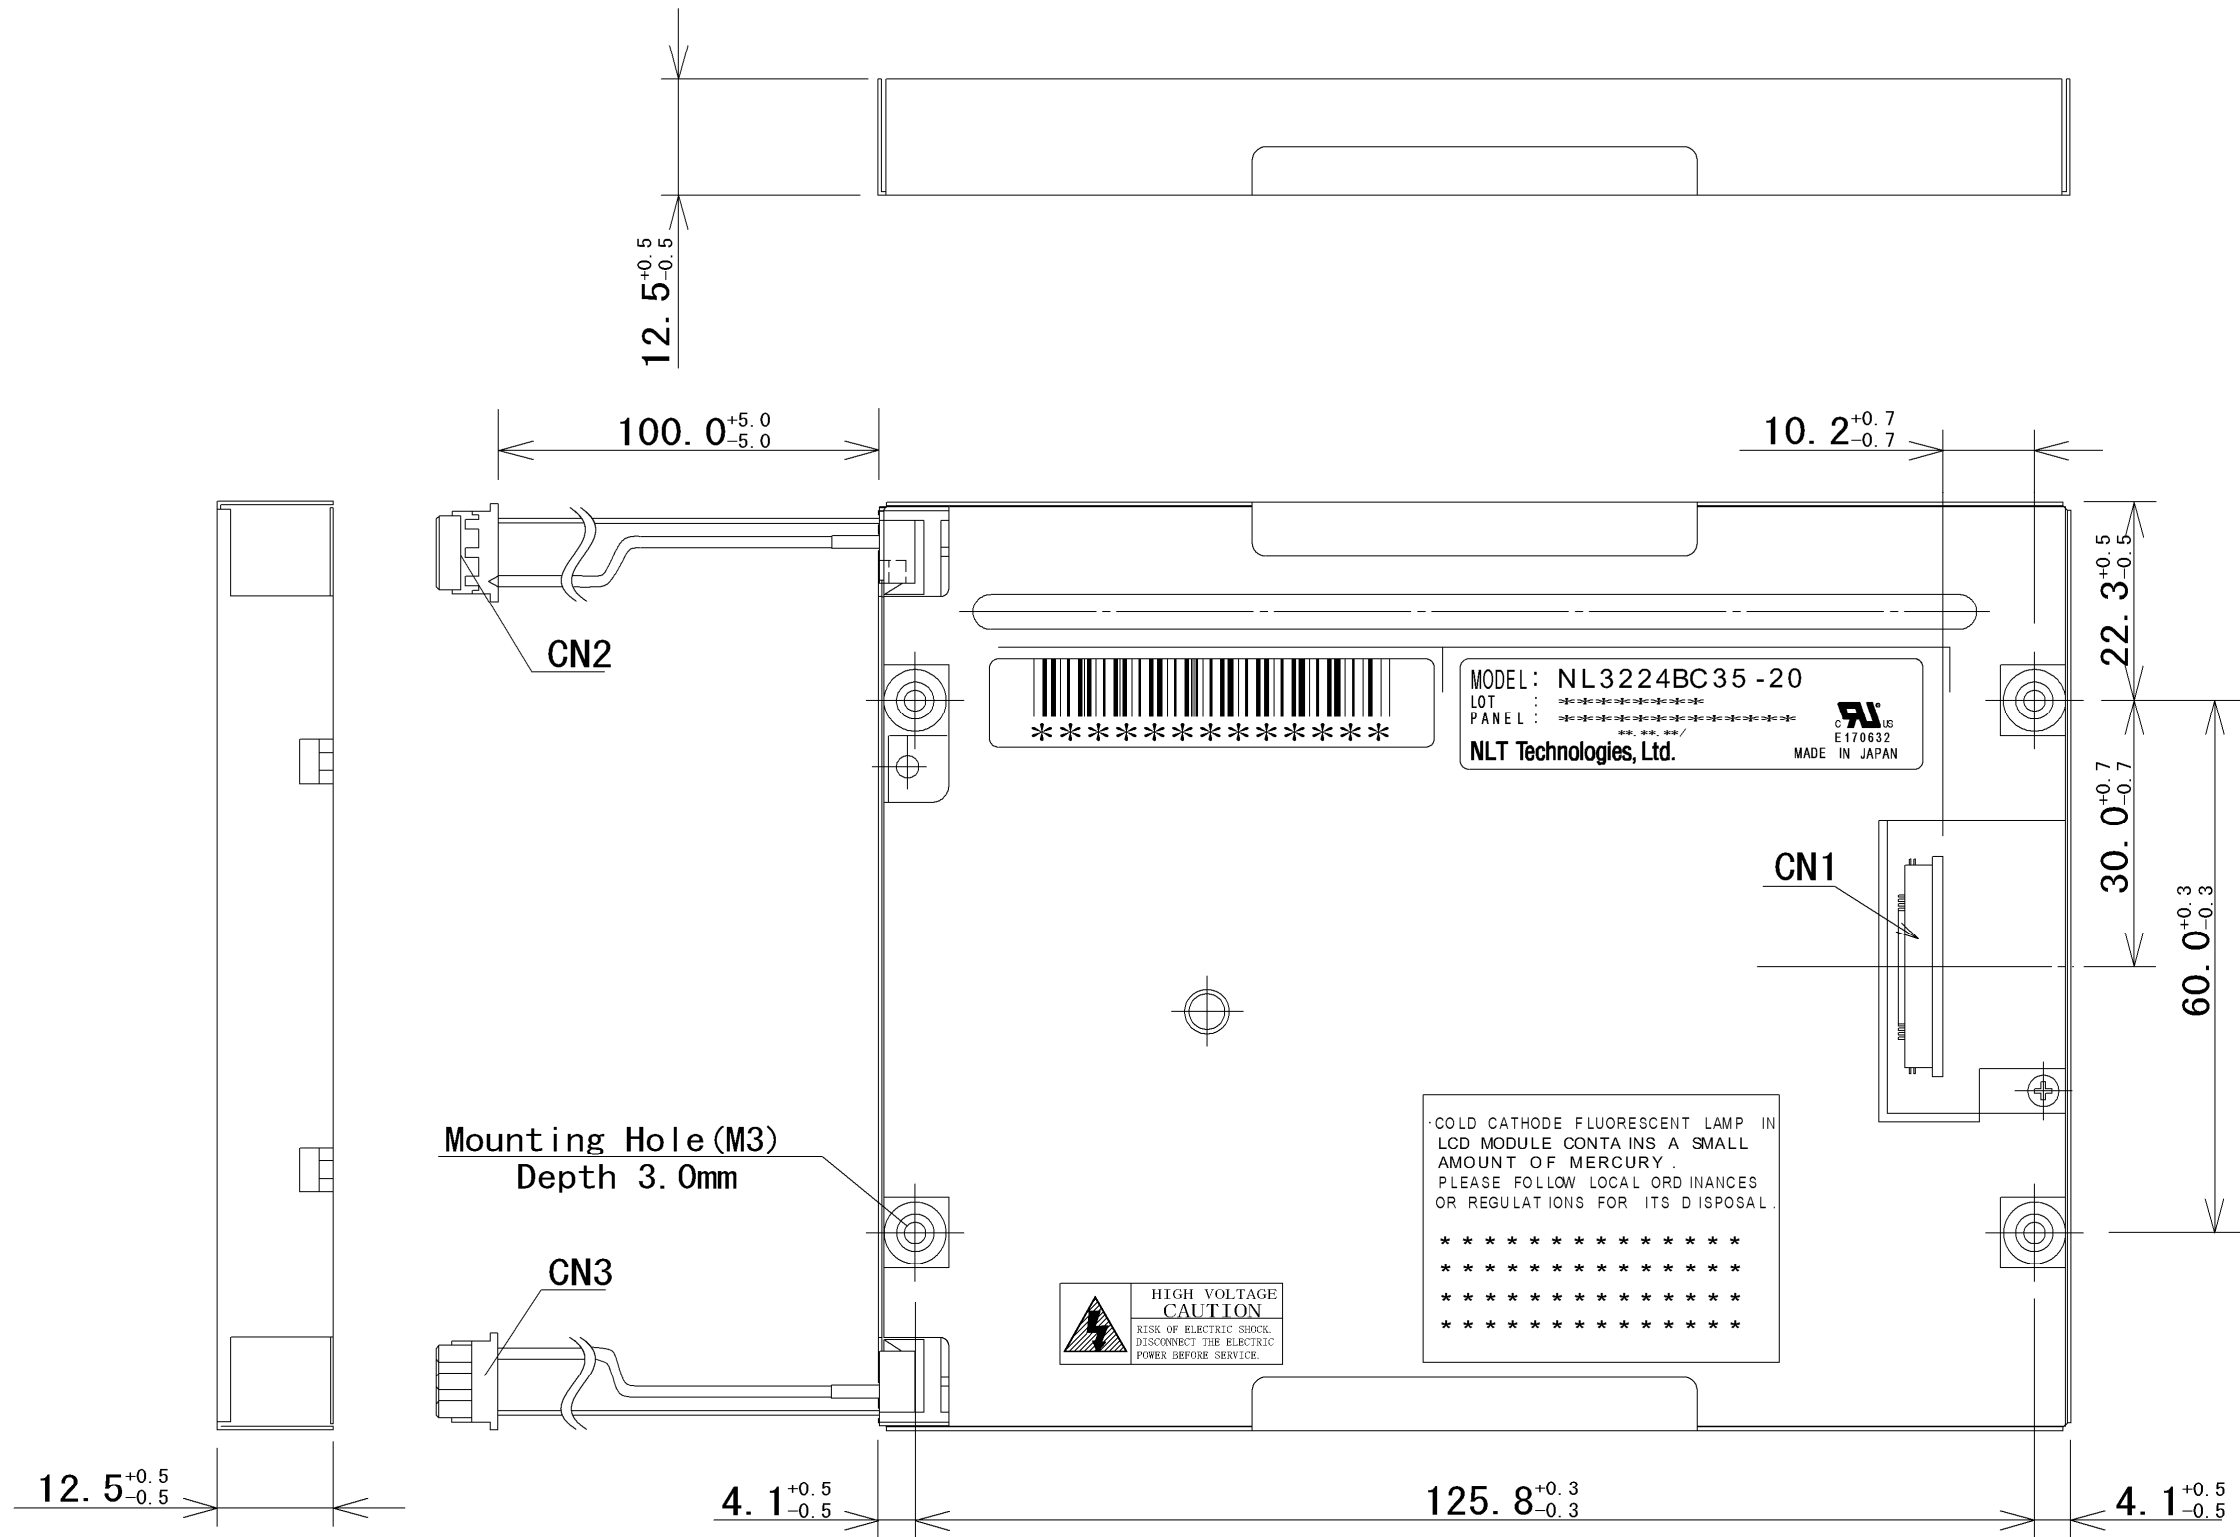 12.5+0.5
-0.5
100.0+5.0
-5.0
10.2+0.7
-0.7
22.3+0.5
-0.5
CN2
MODEL: NL3224BC35-20
LOT : **********
PANEL: ***************
**.**.**/
NLT Technologies, Ltd.
c RU US
E170632
MADE IN JAPAN
*************
30.0+0.7
-0.7
CN1
60.0+0.3
-0.3
Mounting Hole(M3)
Depth 3.0mm
·COLD CATHODE FLUORESCENT LAMP IN
LCD MODULE CONTAINS A SMALL
AMOUNT OF MERCURY.
PLEASE FOLLOW LOCAL ORDINANCES
OR REGULATIONS FOR ITS DISPOSAL.
**************
**************
**************
**************
CN3
HIGH VOLTAGE
CAUTION
RISK OF ELECTRIC SHOCK.
DISCONNECT THE ELECTRIC
POWER BEFORE SERVICE.
12.5+0.5
-0.5
4.1+0.5
-0.5
125.8+0.3
-0.3
4.1+0.5
-0.5